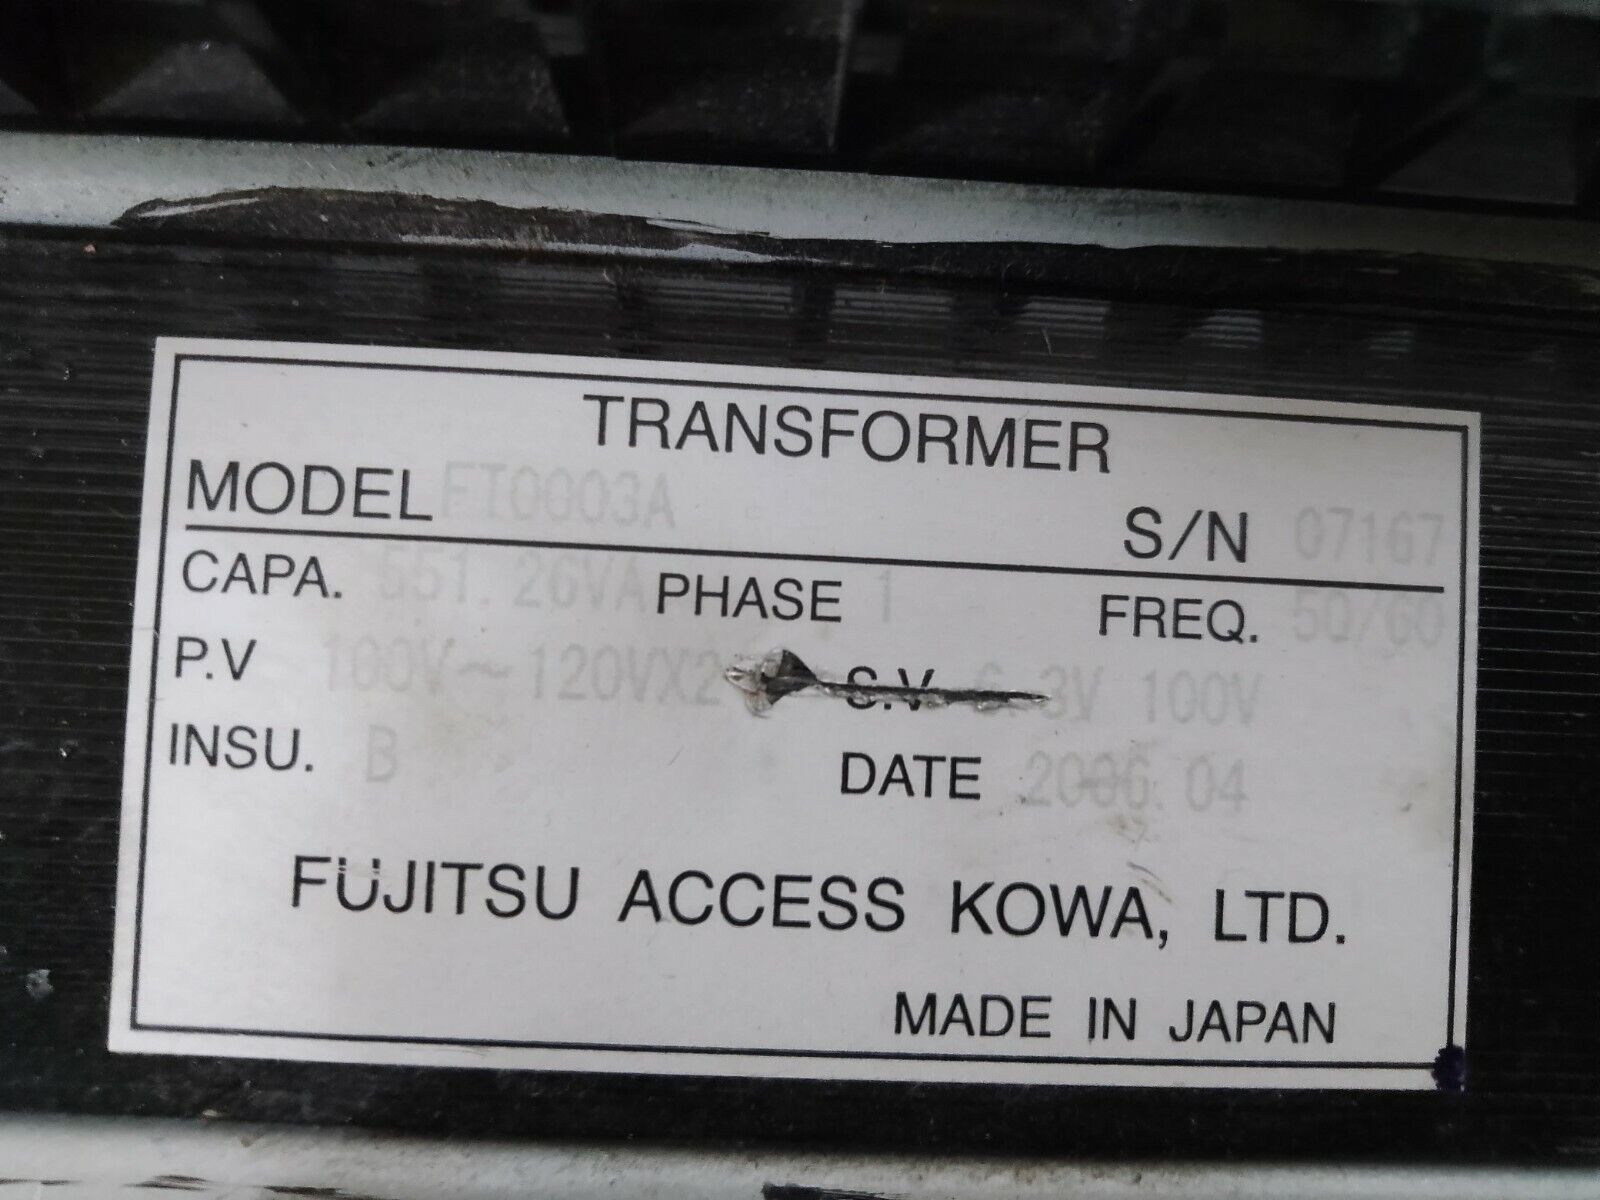 TRANSFORMER
MODEL FT0003A S/N 07167
CAPA. 551.26VA PHASE 1 FREQ. 50/60
P.V 100V~120VX2 S.V 6.3V 100V
INSU. B DATE 2006.04
FUJITSU ACCESS KOWA, LTD.
MADE IN JAPAN